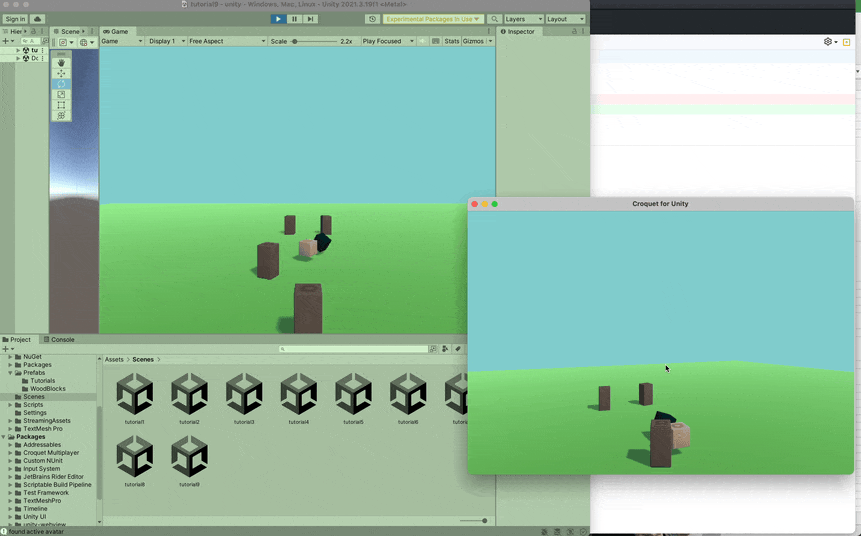 tutorial9 - unity - Windows, Mac, Linux - Unity 2021.3.19f1 <Metal>
Sign in
Experimental Packages In Use
Layers
Layout
Hier
Scene
Game
Inspector
Game
Display 1
Free Aspect
Scale
2.2x
Play Focused
Stats
Gizmos
tu
Dc
Croquet for Unity
Project
Console
Assets > Scenes >
NuGet
Packages
Prefabs
Tutorials
WoodBlocks
Scenes
Scripts
Settings
StreamingAssets
TextMesh Pro
Packages
Addressables
Croquet Multiplayer
Custom NUnit
Input System
JetBrains Rider Editor
Scriptable Build Pipeline
Test Framework
TextMeshPro
Timeline
Unity UI
unity-webview
tutorial1
tutorial2
tutorial3
tutorial4
tutorial5
tutorial6
tutorial8
tutorial9
found active avatar